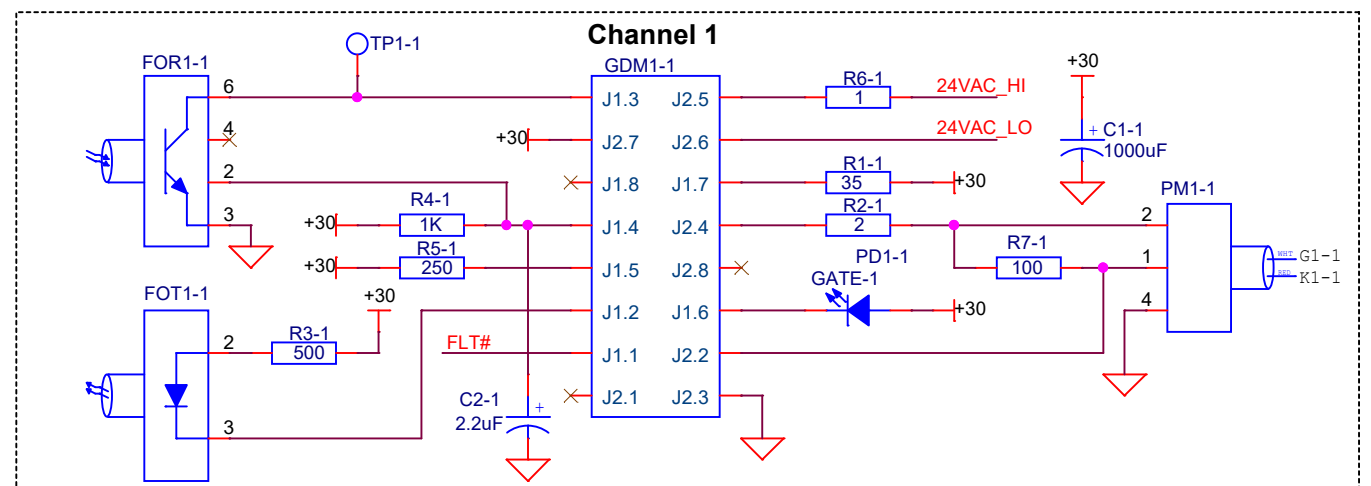 Channel 1
TP1-1
FOR1-1
6
4
2
3
GDM1-1
J1.3
J2.7
J1.8
J1.4
J1.5
J1.2
J1.1
J2.1
J2.5
J2.6
J1.7
J2.4
J2.8
J1.6
J2.2
J2.3
+30
+30
R4-1
1K
+30
R5-1
250
FOT1-1
2
3
R3-1
500
+30
FLT#
C2-1
+
2.2uF
R6-1
1
24VAC_HI
24VAC_LO
R1-1
35
+30
R2-1
2
R7-1
100
PD1-1
GATE-1
+30
+30
+
C1-1
1000uF
PM1-1
2
1
4
WHT
G1-1
RED
K1-1